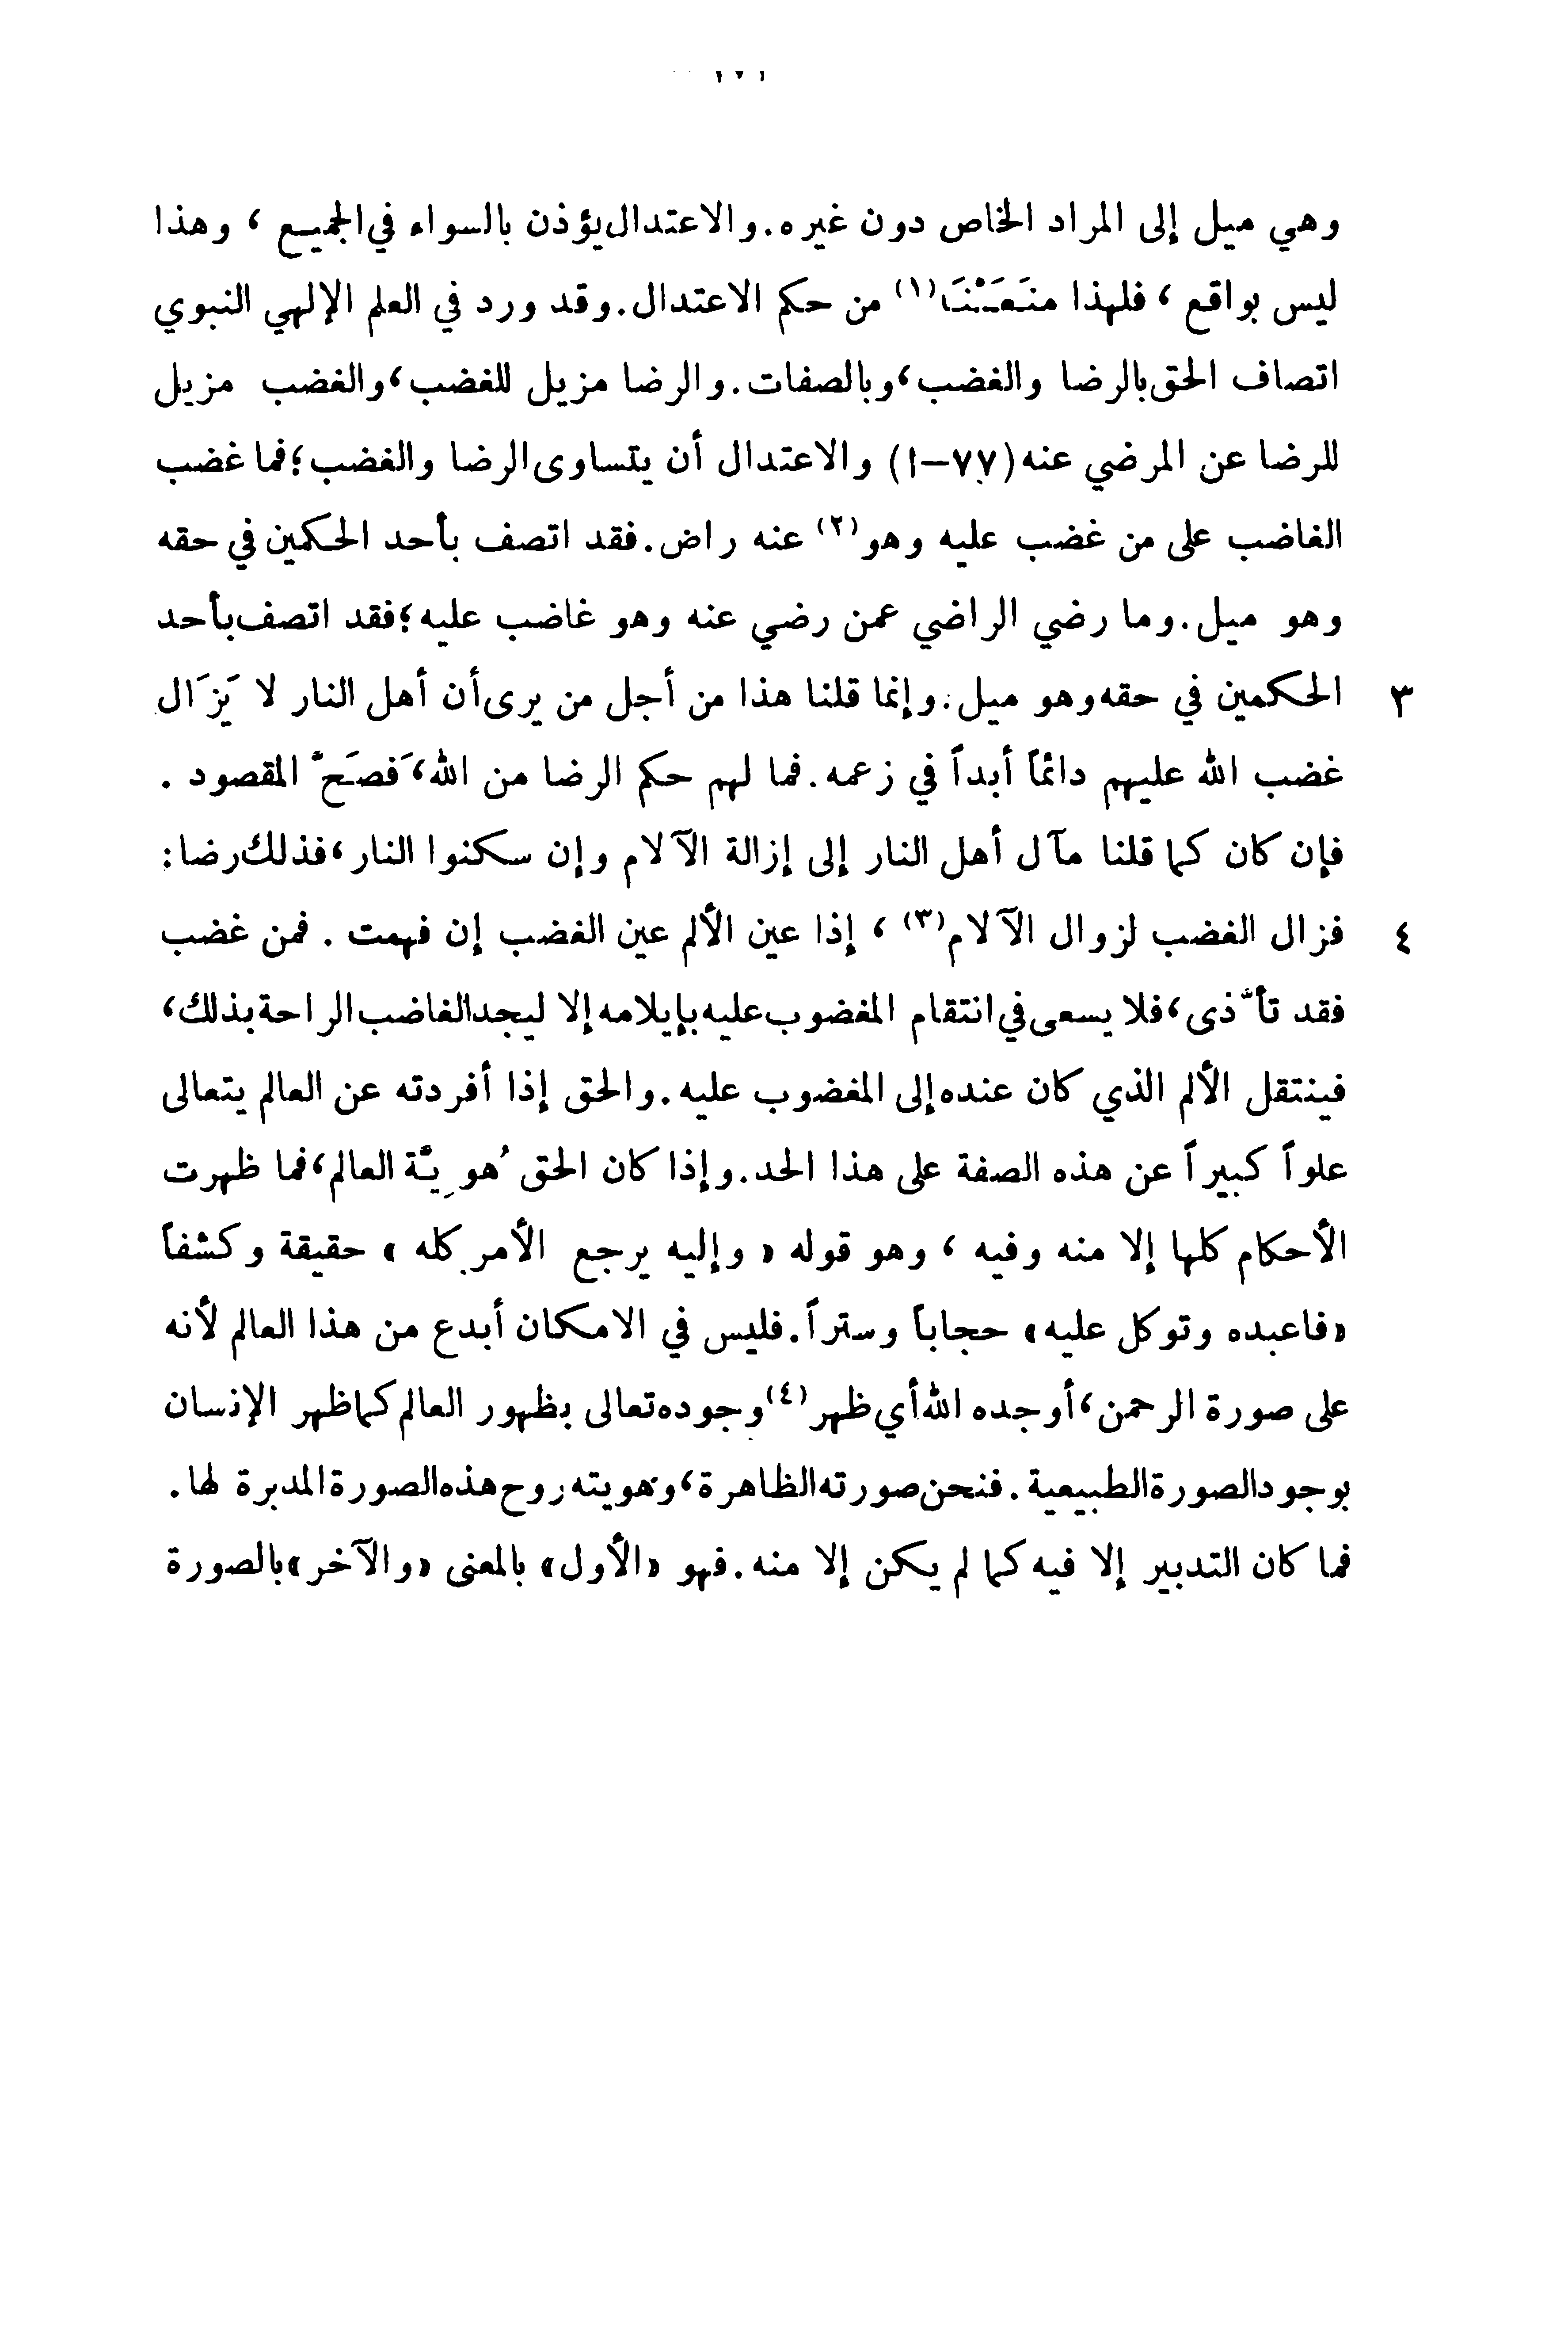 وهي ميل إلى المراد الخاص دون غيره. والاعتدال يؤذن بالسواء في الجميع ، وهذا
ليس بواقع ، فلهذا منَعَنْنَا(١) من حكم الاعتدال. وقد ورد في العلم الإلهي النبوي
اتصاف الحق بالرضا والغضب ، وبالصفات. والرضا مزيل للغضب ، والغضب مزيل
للرضا عن المرضي عنه (٧٧–ا) والاعتدال أن يتساوى الرضا والغضب ؛ فما غضب
الغاضب على من غضب عليه وهو(٢) عنه راض. فقد اتصف بأحد الحكمين في حقه
وهو ميل. وما رضي الراضي عمن رضي عنه وهو غاضب عليه ؛ فقد اتصف بأحد
٣ الحكمين في حقه وهو ميل. وإنما قلنا هذا من أجل من يرى أن أهل النار لا يَزَال
غضب الله عليهم دائماً أبداً في زعمه. فما لهم حكم الرضا من الله ، فَصَحَّ المقصود .
فإن كان كما قلنا مآل أهل النار إلى إزالة الآلام وإن سكنوا النار ، فذلك رضا :
٤ فزال الغضب لزوال الآلام(٣) ، إذا عين الألم عين الغضب إن فهمت . فمن غضب
فقد تأذَّى ، فلا يسعى في انتقام المغضوب عليه بإيلامه إلا ليجد الغاضب الراحة بذلك ،
فينتقل الألم الذي كان عنده إلى المغضوب عليه. والحق إذا أفردته عن العالم يتعالى
علواً كبيراً عن هذه الصفة على هذا الحد. وإذا كان الحق هُوِيَّة العالم ، فما ظهرت
الأحكام كلها إلا منه وفيه ، وهو قوله « وإليه يرجع الأمر كله » حقيقة وكشفاً
«فاعبده وتوكل عليه» حجاباً وستراً. فليس في الامكان أبدع من هذا العالم لأنه
على صورة الرحمن ، أوجده الله أي ظهر(٤) وجوده تعالى بظهور العالم كما ظهر الإنسان
بوجود الصورة الطبيعية . فنحن صورته الظاهرة ، وهويته روح هذه الصورة المدبرة لها .
فما كان التدبير إلا فيه كما لم يكن إلا منه. فهو «الأول» بالمعنى «والآخر» بالصورة